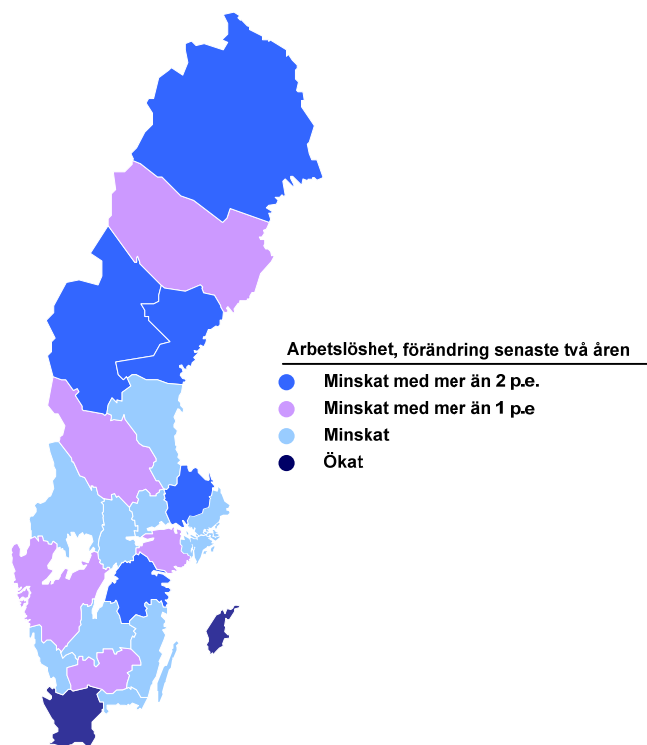 Arbetslöshet, förändring senaste två åren
Minskat med mer än 2 p.e.
Minskat med mer än 1 p.e
Minskat
Ökat